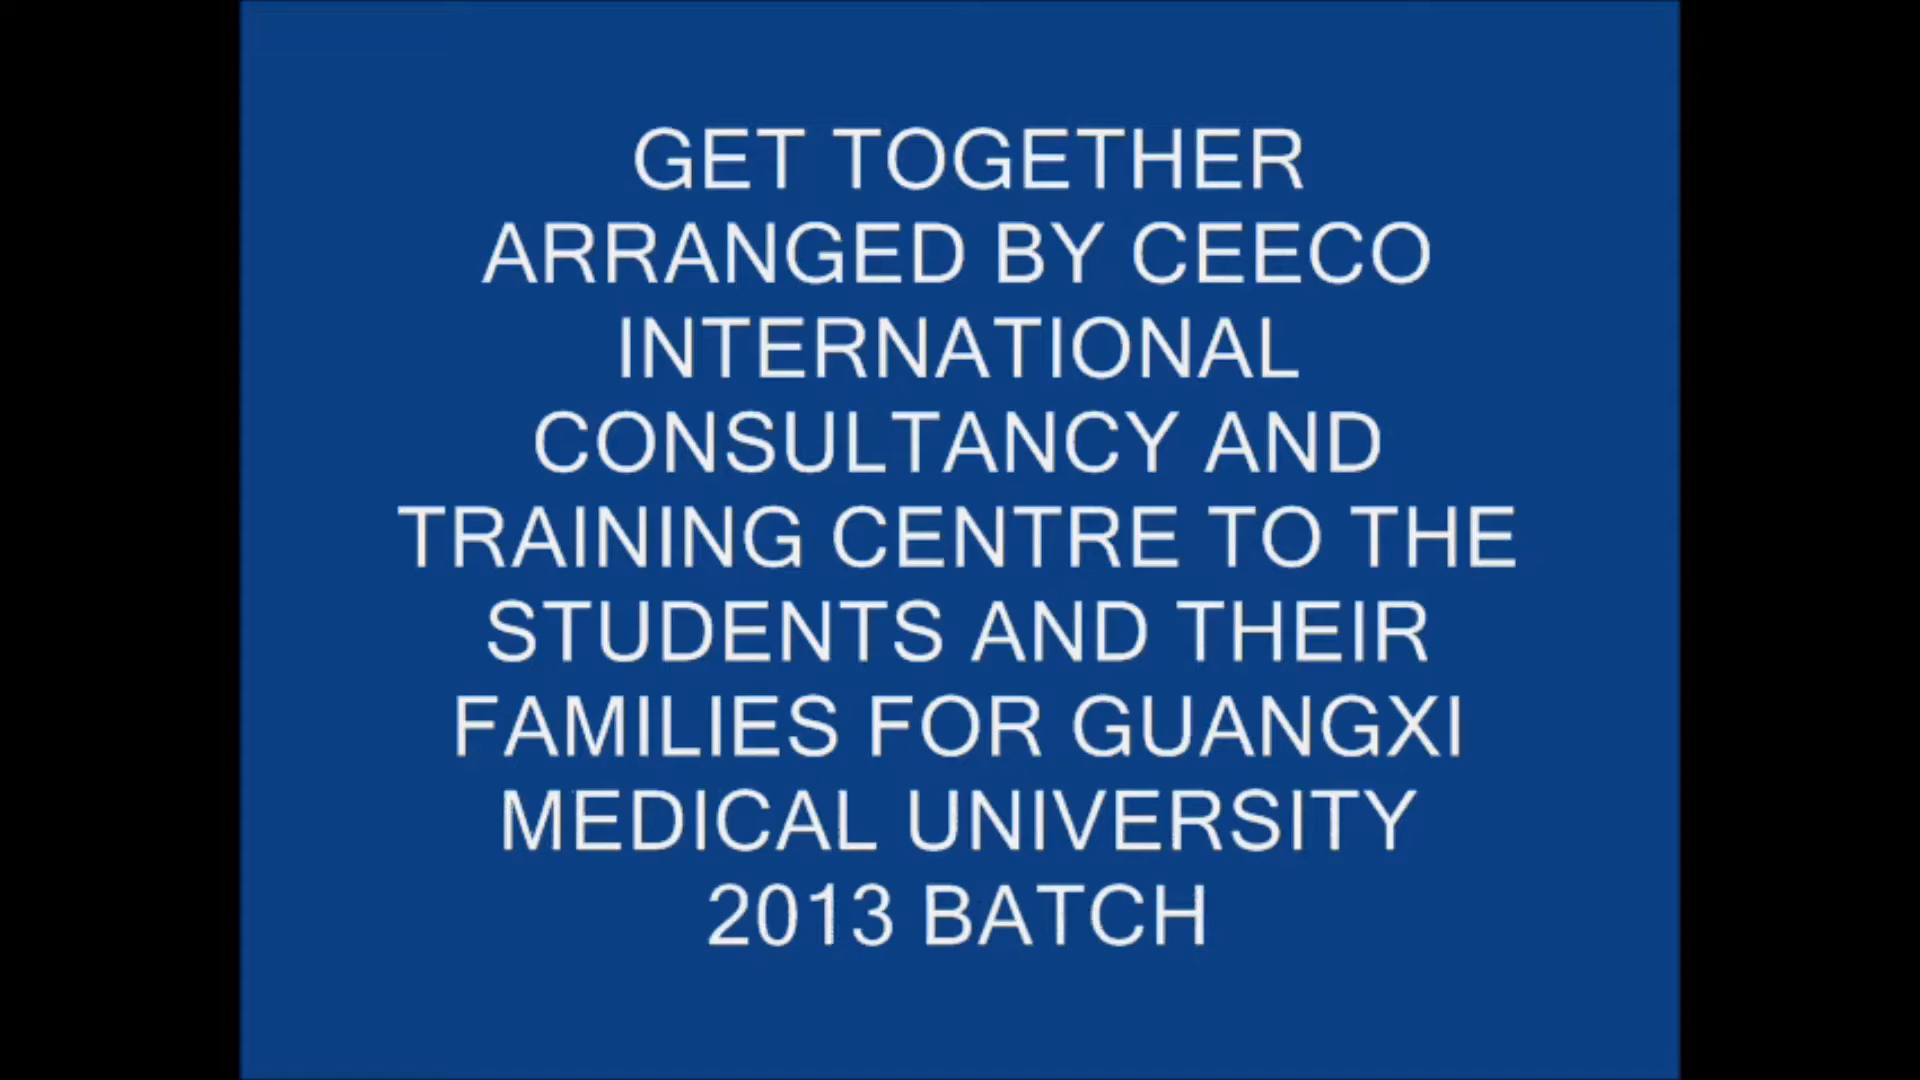 GET TOGETHER
ARRANGED BY CEECO
INTERNATIONAL
CONSULTANCY AND
TRAINING CENTRE TO THE
STUDENTS AND THEIR
FAMILIES FOR GUANGXI
MEDICAL UNIVERSITY
2013 BATCH